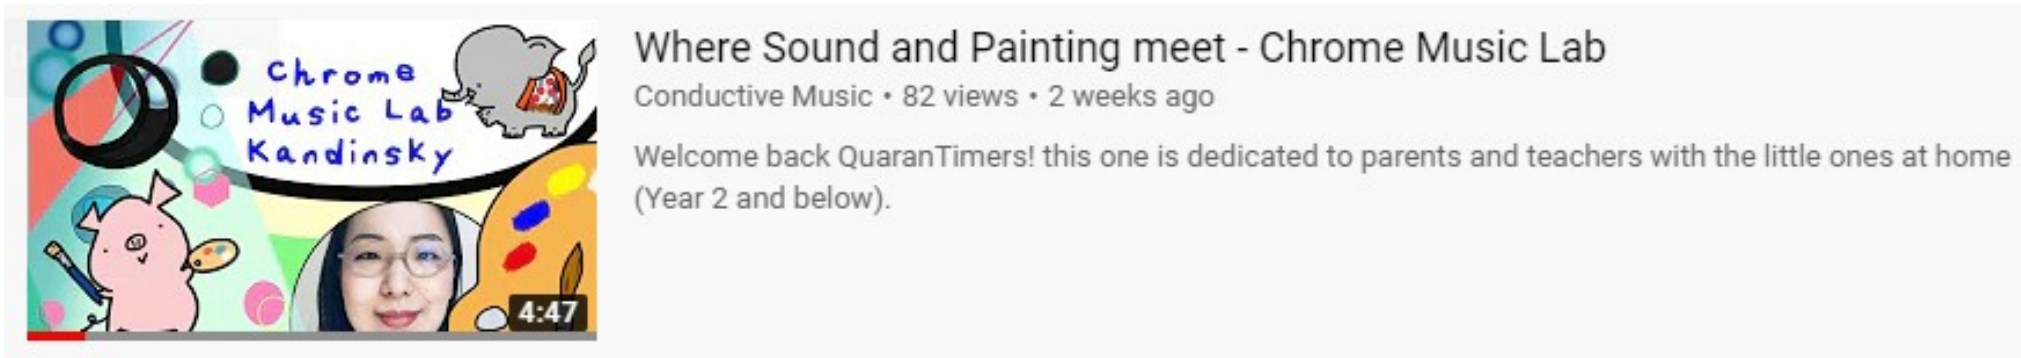 Chrome
Music Lab
Kandinsky
4:47
Where Sound and Painting meet - Chrome Music Lab
Conductive Music • 82 views • 2 weeks ago
Welcome back QuaranTimers! this one is dedicated to parents and teachers with the little ones at home
(Year 2 and below).